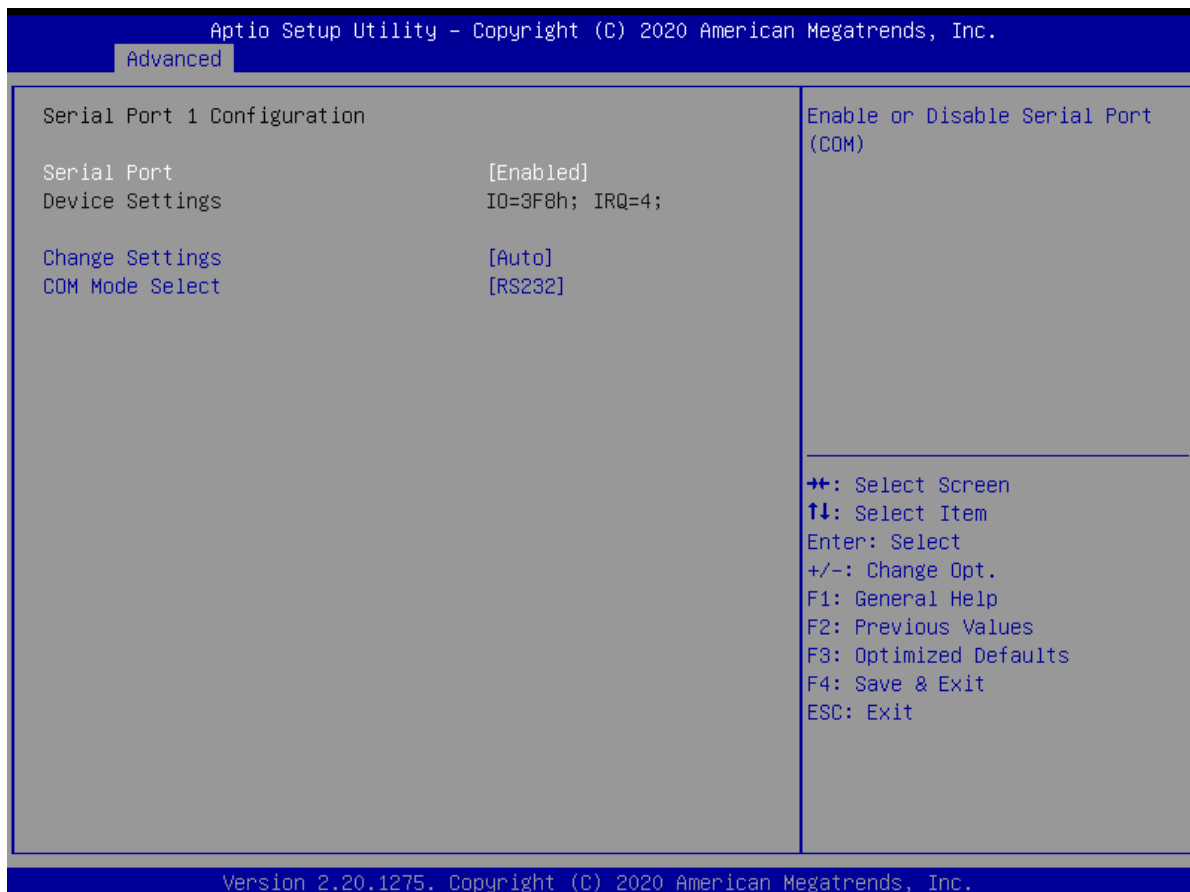 Aptio Setup Utility – Copyright (C) 2020 American Megatrends, Inc.
Advanced
Serial Port 1 Configuration
Serial Port [Enabled]
Device Settings IO=3F8h; IRQ=4;
Change Settings [Auto]
COM Mode Select [RS232]
Enable or Disable Serial Port
(COM)
→←: Select Screen
↑↓: Select Item
Enter: Select
+/-: Change Opt.
F1: General Help
F2: Previous Values
F3: Optimized Defaults
F4: Save & Exit
ESC: Exit
Version 2.20.1275. Copyright (C) 2020 American Megatrends, Inc.